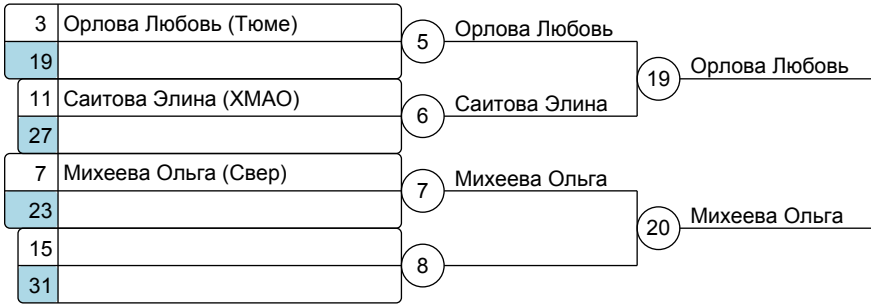 3 Орлова Любовь (Тюме)
5 Орлова Любовь
19
19 Орлова Любовь
11 Саитова Элина (ХМАО)
6 Саитова Элина
27
7 Михеева Ольга (Свер)
7 Михеева Ольга
23
20 Михеева Ольга
15
8
31